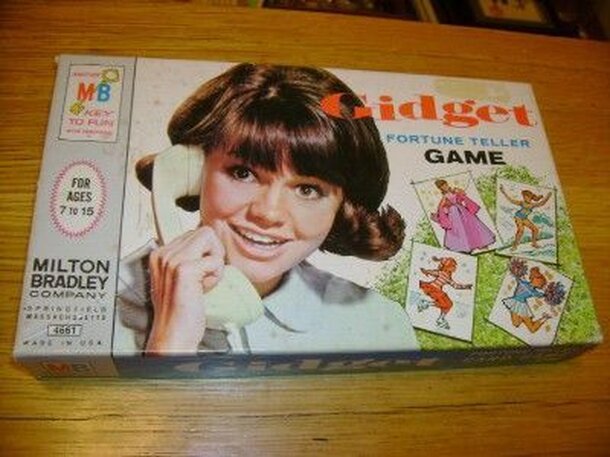 ANOTHER
MB
KEY
TO FUN
FOR
AGES
7 TO 15
MILTON
BRADLEY
COMPANY
SPRINGFIELD
MASSACHUSETTS
4661
MADE IN U.S.A.
Gidget
FORTUNE TELLER
GAME
MB
Gidget